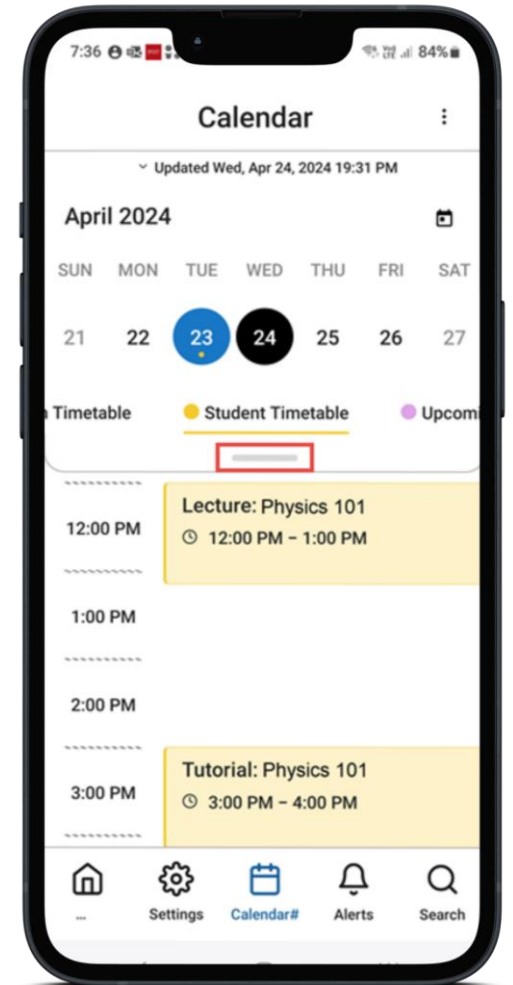 7:36 84%
Calendar
Updated Wed, Apr 24, 2024 19:31 PM
April 2024
SUN MON TUE WED THU FRI SAT
21 22 23 24 25 26 27
Timetable Student Timetable Upcomi
Lecture: Physics 101
12:00 PM 12:00 PM – 1:00 PM
1:00 PM
2:00 PM
Tutorial: Physics 101
3:00 PM 3:00 PM – 4:00 PM
... Settings Calendar# Alerts Search